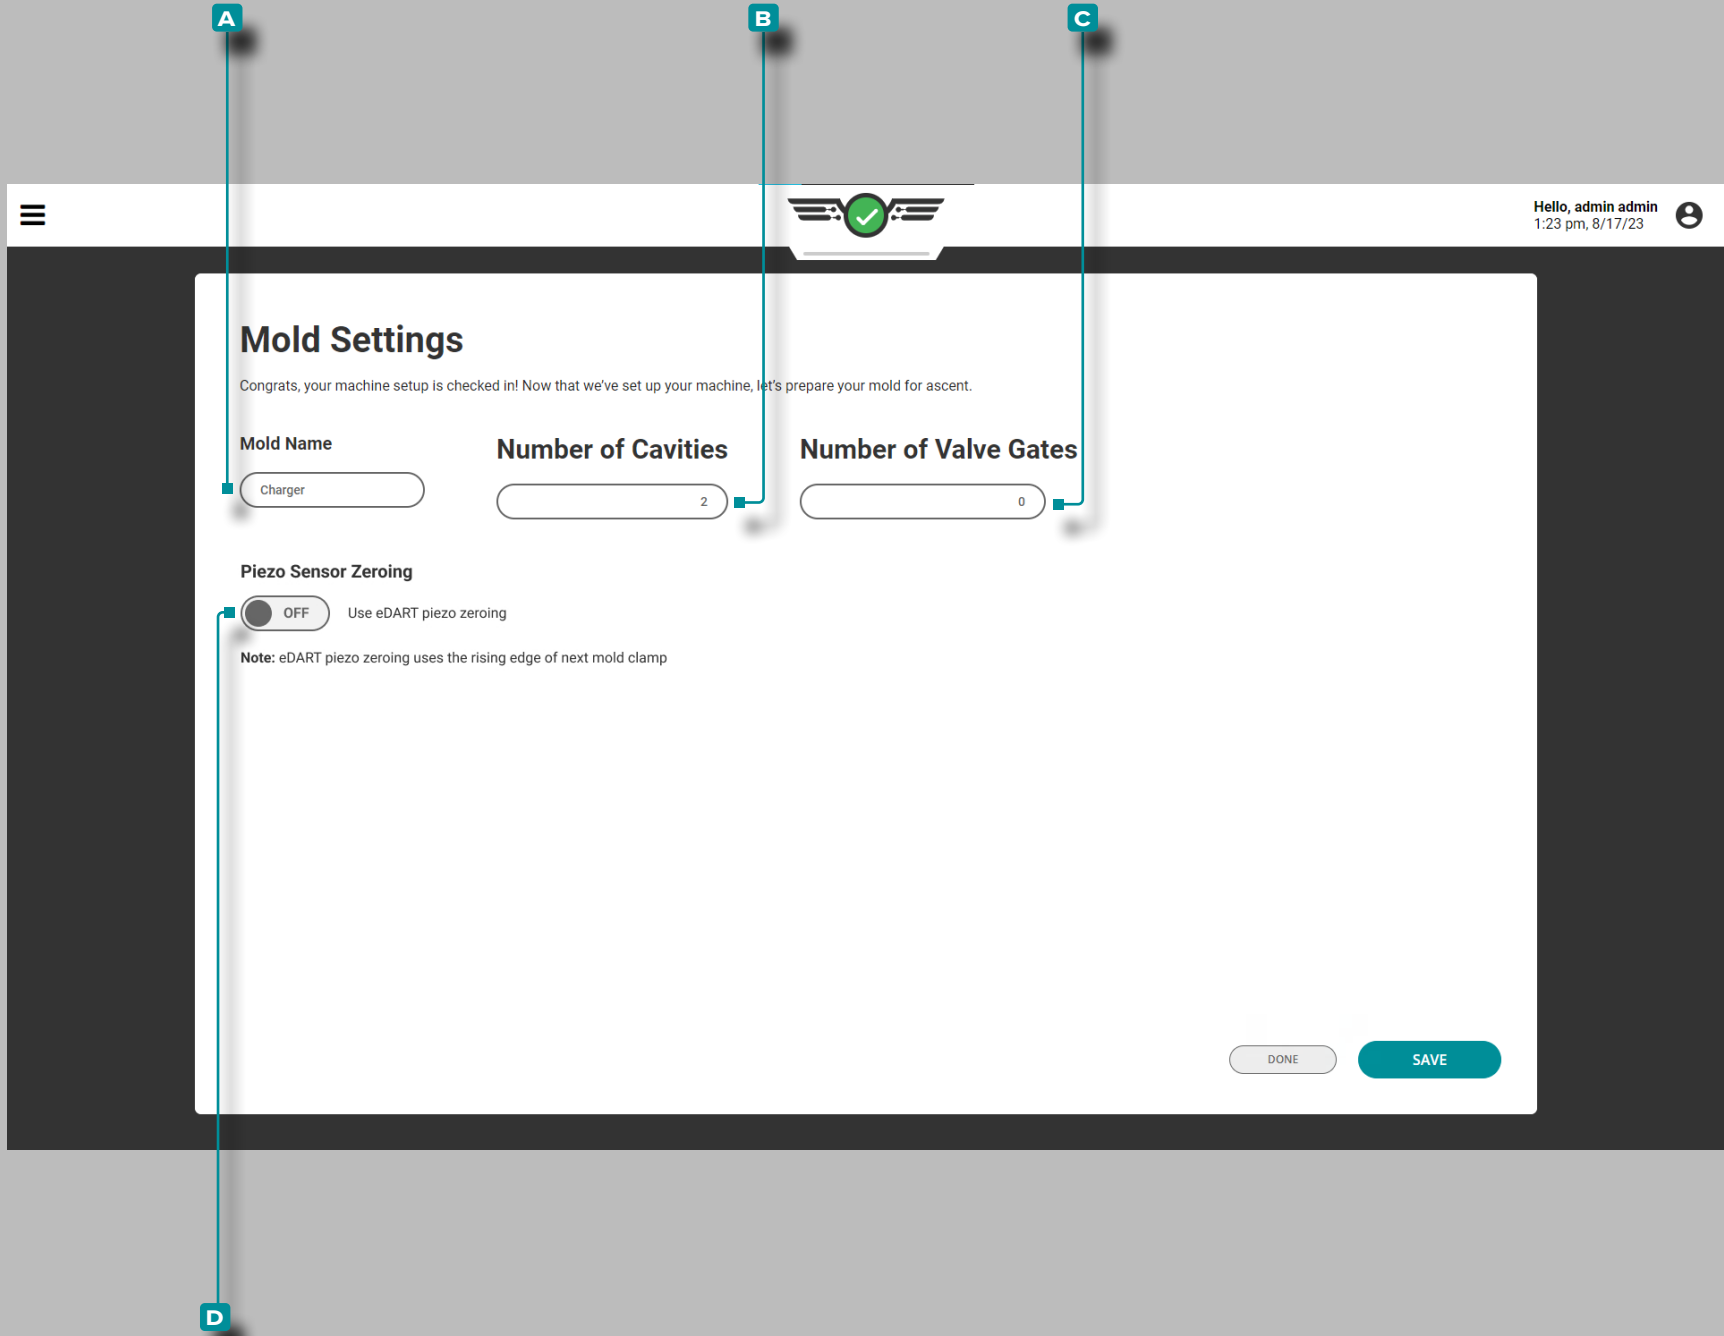 A
B
C
Hello, admin admin
1:23 pm, 8/17/23
Mold Settings
Congrats, your machine setup is checked in! Now that we've set up your machine, let's prepare your mold for ascent.
Mold Name
Number of Cavities
Number of Valve Gates
Charger
2
0
Piezo Sensor Zeroing
OFF
Use eDART piezo zeroing
Note: eDART piezo zeroing uses the rising edge of next mold clamp
DONE
SAVE
D